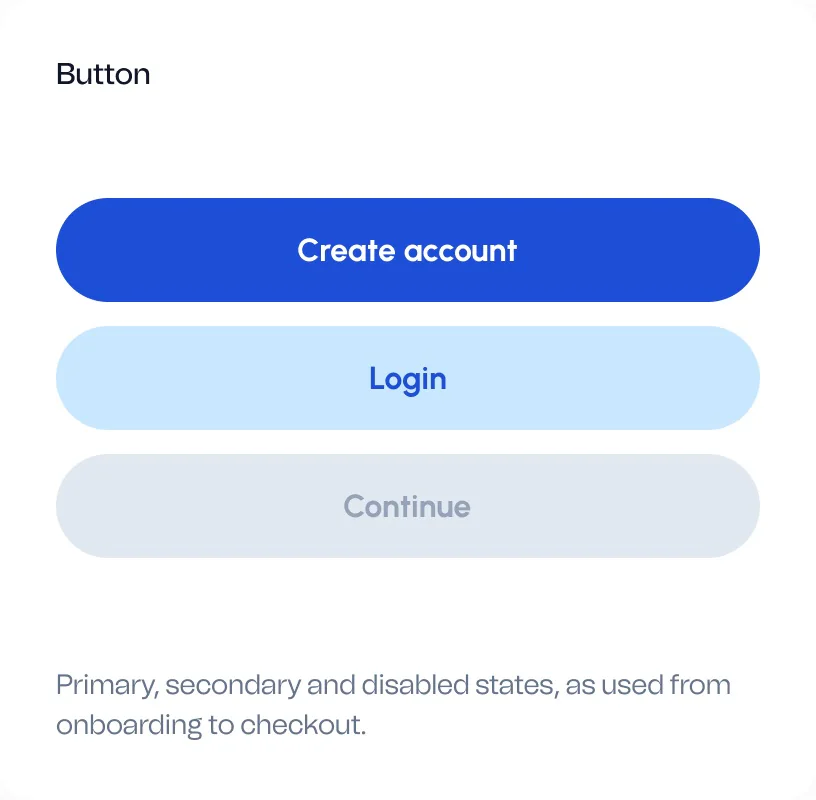 Button
Create account
Login
Continue
Primary, secondary and disabled states, as used from
onboarding to checkout.